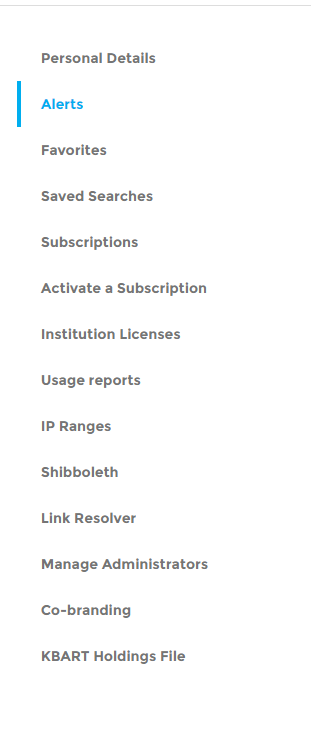 Personal Details
Alerts
Favorites
Saved Searches
Subscriptions
Activate a Subscription
Institution Licenses
Usage reports
IP Ranges
Shibboleth
Link Resolver
Manage Administrators
Co-branding
KBART Holdings File